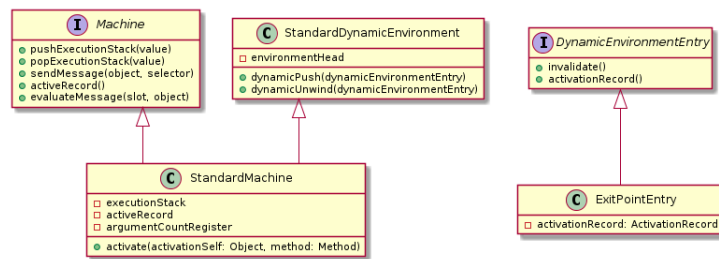 I Machine
pushExecutionStack(value)
popExecutionStack(value)
sendMessage(object, selector)
activeRecord()
evaluateMessage(slot, object)
C StandardDynamicEnvironment
environmentHead
dynamicPush(dynamicEnvironmentEntry)
dynamicUnwind(dynamicEnvironmentEntry)
I DynamicEnvironmentEntry
invalidate()
activationRecord()
C StandardMachine
executionStack
activeRecord
argumentCountRegister
activate(activationSelf: Object, method: Method)
C ExitPointEntry
activationRecord: ActivationRecord